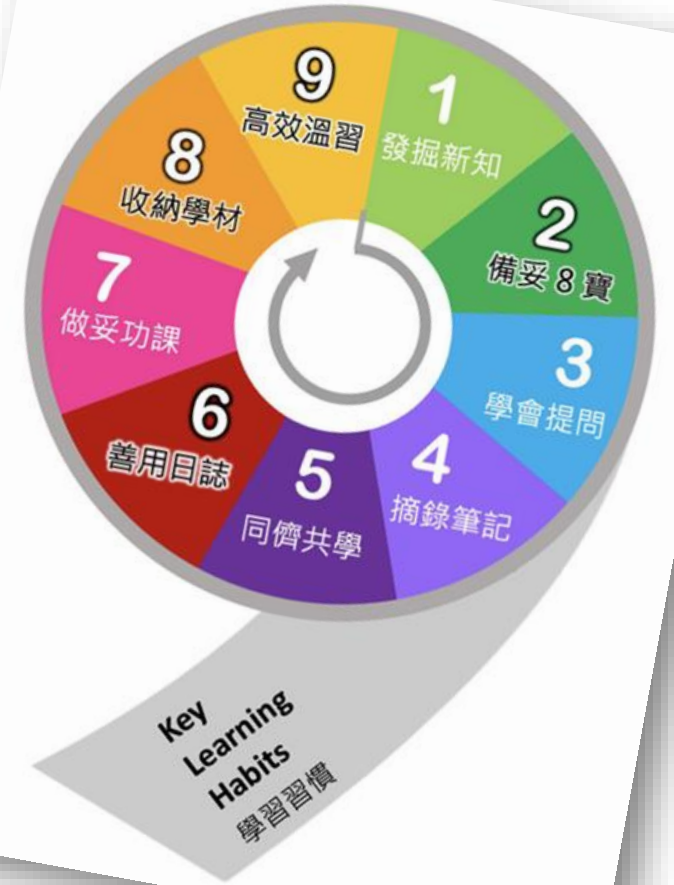 1
發掘新知
2
備妥8寶
3
學會提問
4
摘錄筆記
5
同儕共學
6
善用日誌
7
做妥功課
8
收納學材
9
高效溫習
Key
Learning
Habits
學習習慣